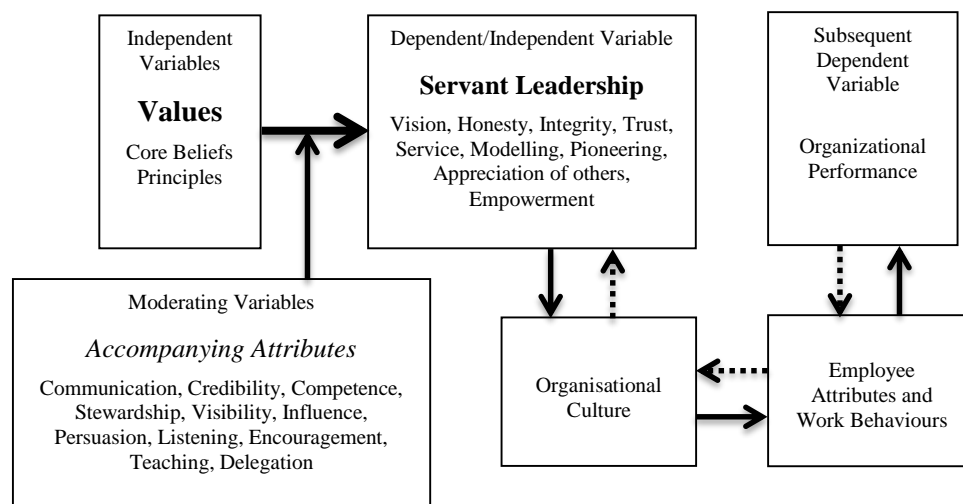 Independent
Variables
Values
Core Beliefs
Principles
Dependent/Independent Variable
Servant Leadership
Vision, Honesty, Integrity, Trust,
Service, Modelling, Pioneering,
Appreciation of others,
Empowerment
Subsequent
Dependent
Variable
Organizational
Performance
Moderating Variables
Accompanying Attributes
Communication, Credibility, Competence,
Stewardship, Visibility, Influence,
Persuasion, Listening, Encouragement,
Teaching, Delegation
Organisational
Culture
Employee
Attributes and
Work Behaviours